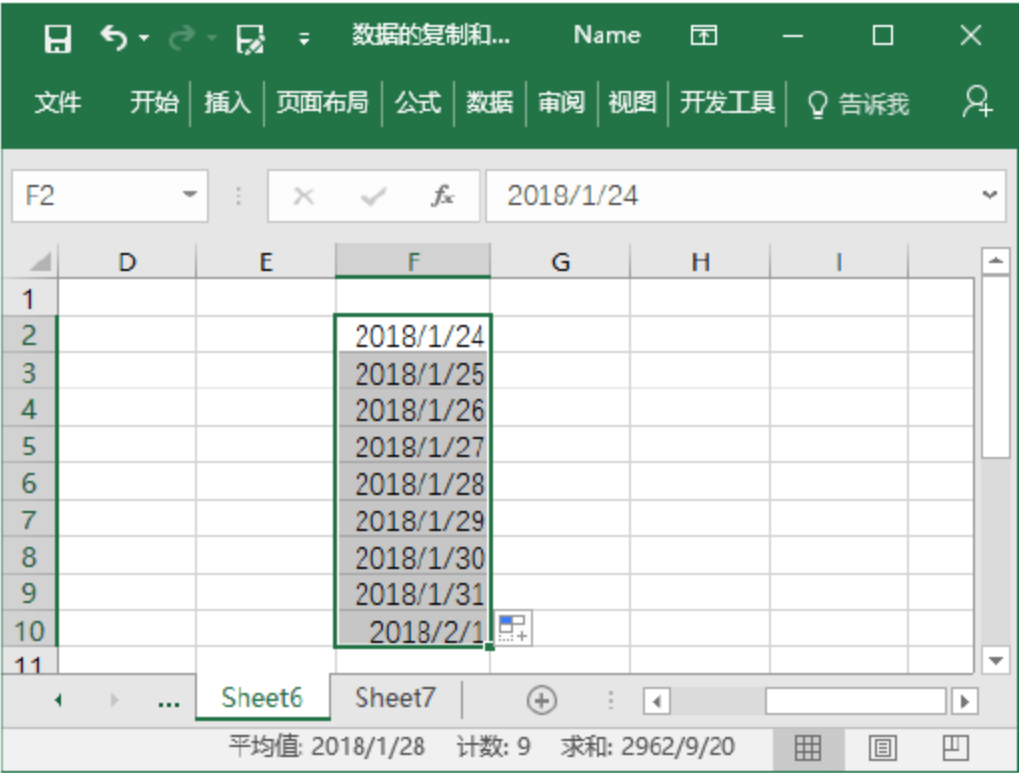 数据的复制和... Name
文件 开始 插入 页面布局 公式 数据 审阅 视图 开发工具 告诉我
F2 fx 2018/1/24
D E F G H I
1
2 2018/1/24
3 2018/1/25
4 2018/1/26
5 2018/1/27
6 2018/1/28
7 2018/1/29
8 2018/1/30
9 2018/1/31
10 2018/2/1
11
... Sheet6 Sheet7
平均值: 2018/1/28 计数: 9 求和: 2962/9/20